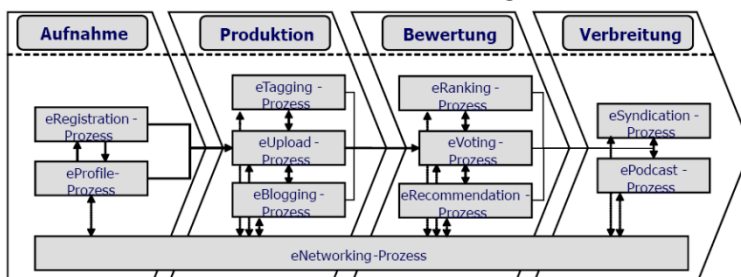 Aufnahme
Produktion
Bewertung
Verbreitung
eRegistration -
Prozess
eProfile-
Prozess
eTagging -
Prozess
eUpload -
Prozess
eBlogging -
Prozess
eRanking -
Prozess
eVoting -
Prozess
eRecommendation -
Prozess
eSyndication -
Prozess
ePodcast -
Prozess
eNetworking-Prozess